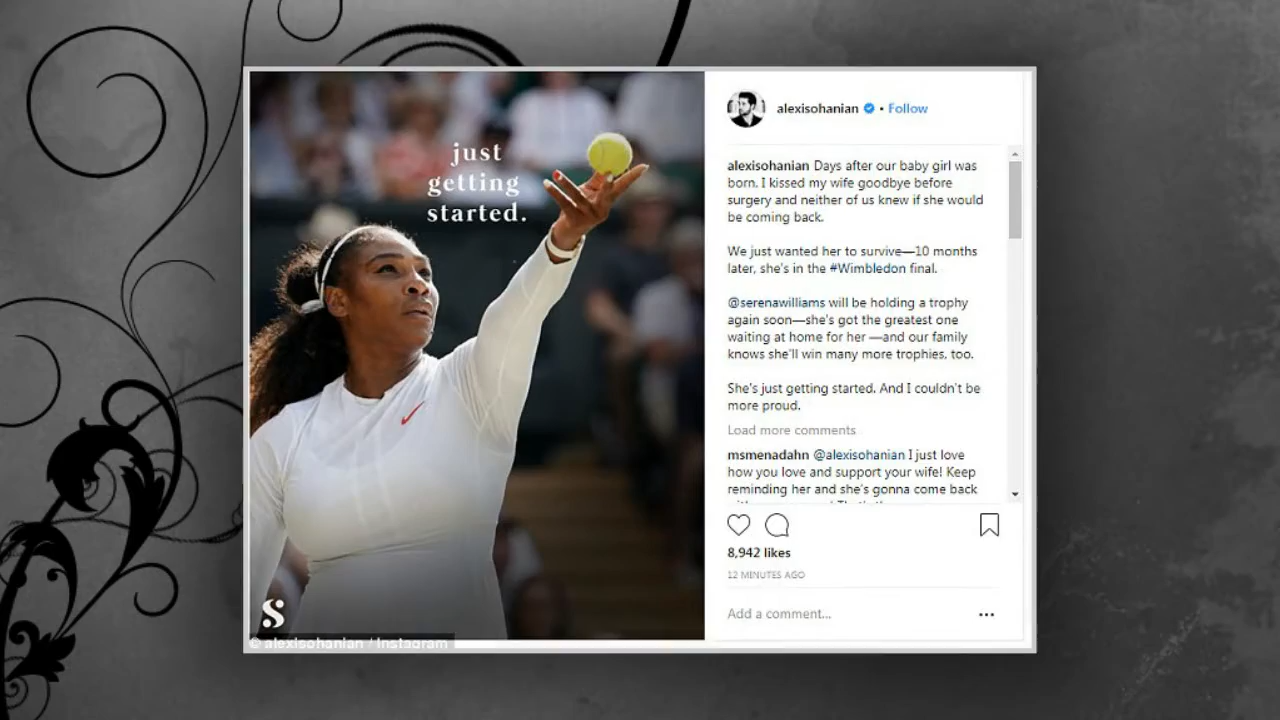 just
getting
started.
alexisohanian • Follow
alexisohanian Days after our baby girl was
born. I kissed my wife goodbye before
surgery and neither of us knew if she would
be coming back.
We just wanted her to survive—10 months
later, she's in the #Wimbledon final.
@serenawilliams will be holding a trophy
again soon—she's got the greatest one
waiting at home for her —and our family
knows she'll win many more trophies, too.
She's just getting started. And I couldn't be
more proud.
Load more comments
msmenadahn @alexisohanian I just love
how you love and support your wife! Keep
reminding her and she's gonna come back
8,942 likes
12 MINUTES AGO
Add a comment...
S
© alexisohanian / Instagram